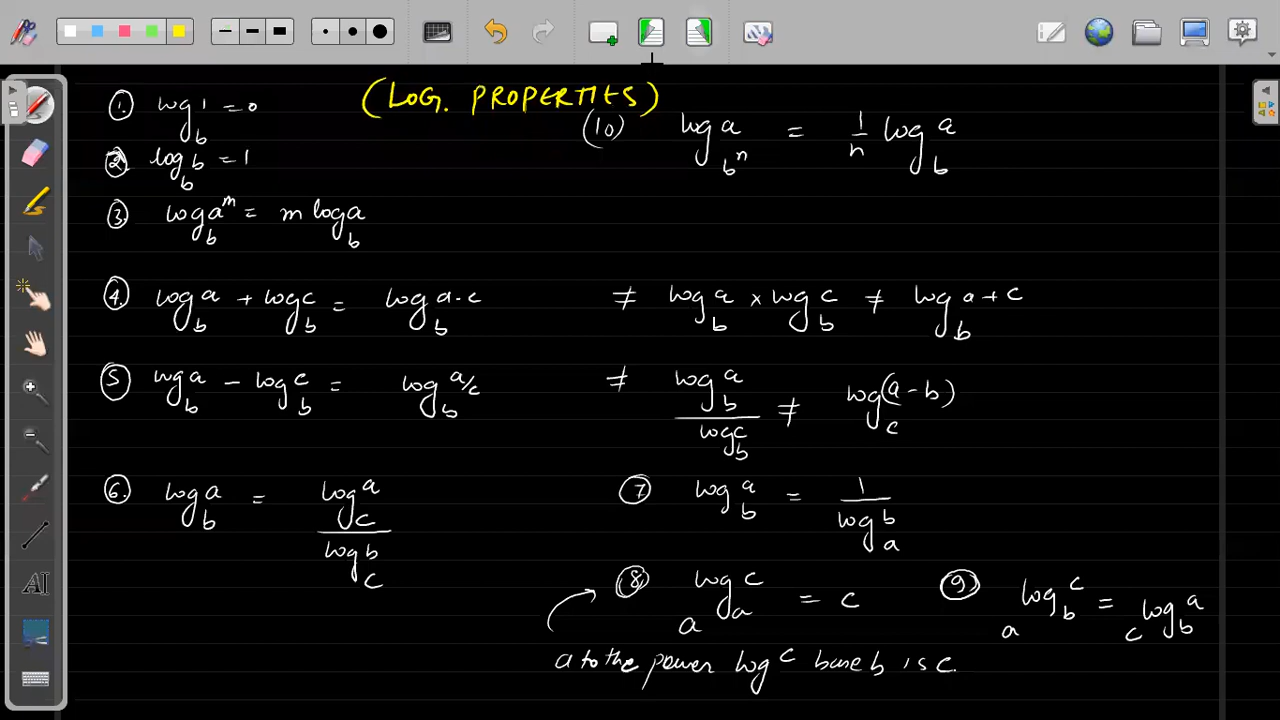 (LOG. PROPERTIES)
① log_b 1 = 0
② log_b b = 1
③ log_b a^m = m log_b a
④ log_b a + log_b c = log_b a·c ≠ log_b a × log_b c ≠ log_b a + c
⑤ log_b a − log_b c = log_b a/c ≠ (log_b a)/(log_b c) ≠ log_c (a − b)
⑥ log_b a = (log_c a)/(log_c b)
⑦ log_b a = 1/(log_a b)
⑧ a^(log_a c) = c
a to the power log c base b is c.
⑨ a^(log_b c) = c^(log_b a)
(10) log_(b^n) a = 1/n log_b a
AI